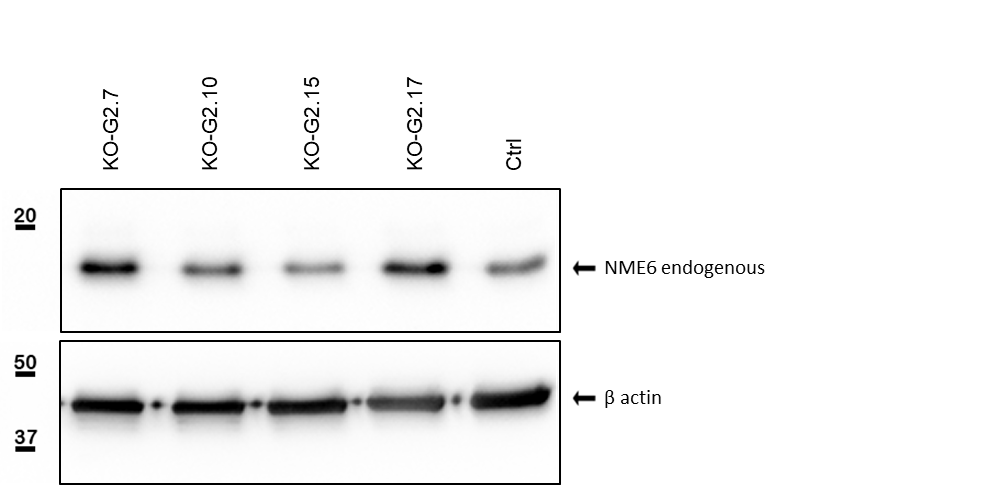 KO-G2.7
KO-G2.10
KO-G2.15
KO-G2.17
Ctrl
20
NME6 endogenous
50
β actin
37